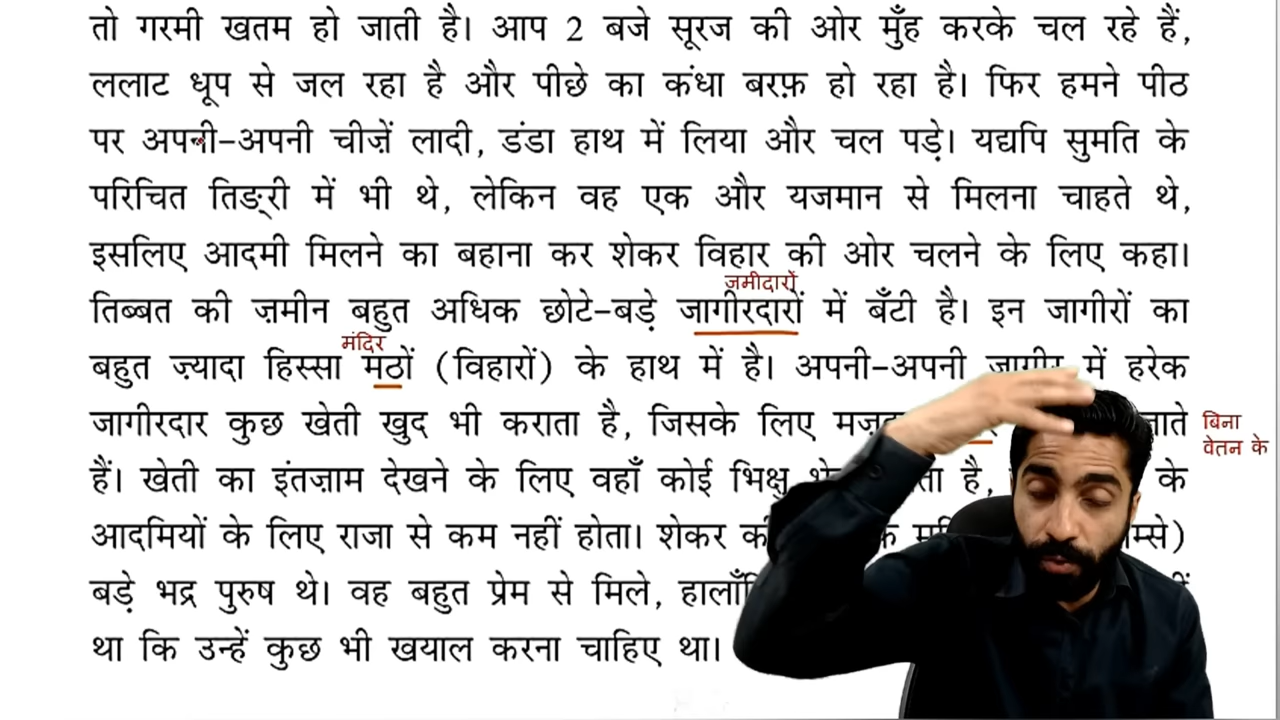 तो गरमी खतम हो जाती है। आप 2 बजे सूरज की ओर मुँह करके चल रहे हैं,
ललाट धूप से जल रहा है और पीछे का कंधा बरफ़ हो रहा है। फिर हमने पीठ
पर अपनी-अपनी चीज़ें लादी, डंडा हाथ में लिया और चल पड़े। यद्यपि सुमति के
परिचित तिङ्री में भी थे, लेकिन वह एक और यजमान से मिलना चाहते थे,
इसलिए आदमी मिलने का बहाना कर शेकर विहार की ओर चलने के लिए कहा।
जमीदारों
तिब्बत की ज़मीन बहुत अधिक छोटे-बड़े जागीरदारों में बँटी है। इन जागीरों का
मंदिर
बहुत ज़्यादा हिस्सा मठों (विहारों) के हाथ में है। अपनी-अपनी जागीर में हरेक
जागीरदार कुछ खेती खुद भी कराता है, जिसके लिए
बिना
वेतन के
हैं। खेती का इंतज़ाम देखने के लिए वहाँ कोई भिक्षु है, के
आदमियों के लिए राजा से कम नहीं होता। शेकर
बड़े भद्र पुरुष थे। वह बहुत प्रेम से मिले,
था कि उन्हें कुछ भी खयाल करना चाहिए था।